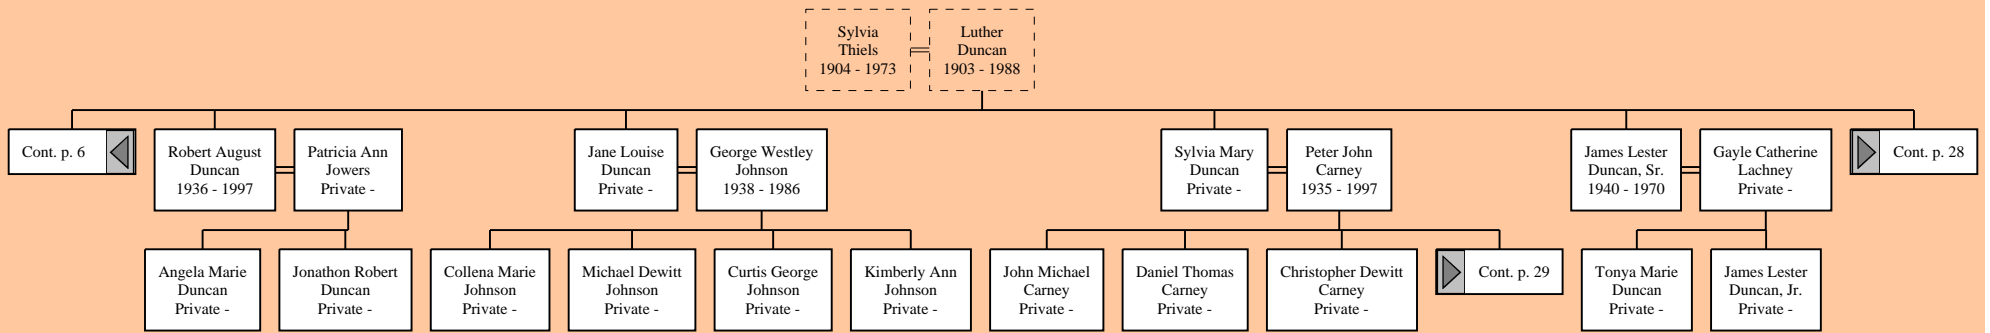 Sylvia
Thiels
1904 - 1973
Luther
Duncan
1903 - 1988
Cont. p. 6
Robert August
Duncan
1936 - 1997
Patricia Ann
Jowers
Private -
Jane Louise
Duncan
Private -
George Westley
Johnson
1938 - 1986
Sylvia Mary
Duncan
Private -
Peter John
Carney
1935 - 1997
James Lester
Duncan, Sr.
1940 - 1970
Gayle Catherine
Lachney
Private -
Cont. p. 28
Angela Marie
Duncan
Private -
Jonathon Robert
Duncan
Private -
Collena Marie
Johnson
Private -
Michael Dewitt
Johnson
Private -
Curtis George
Johnson
Private -
Kimberly Ann
Johnson
Private -
John Michael
Carney
Private -
Daniel Thomas
Carney
Private -
Christopher Dewitt
Carney
Private -
Cont. p. 29
Tonya Marie
Duncan
Private -
James Lester
Duncan, Jr.
Private -